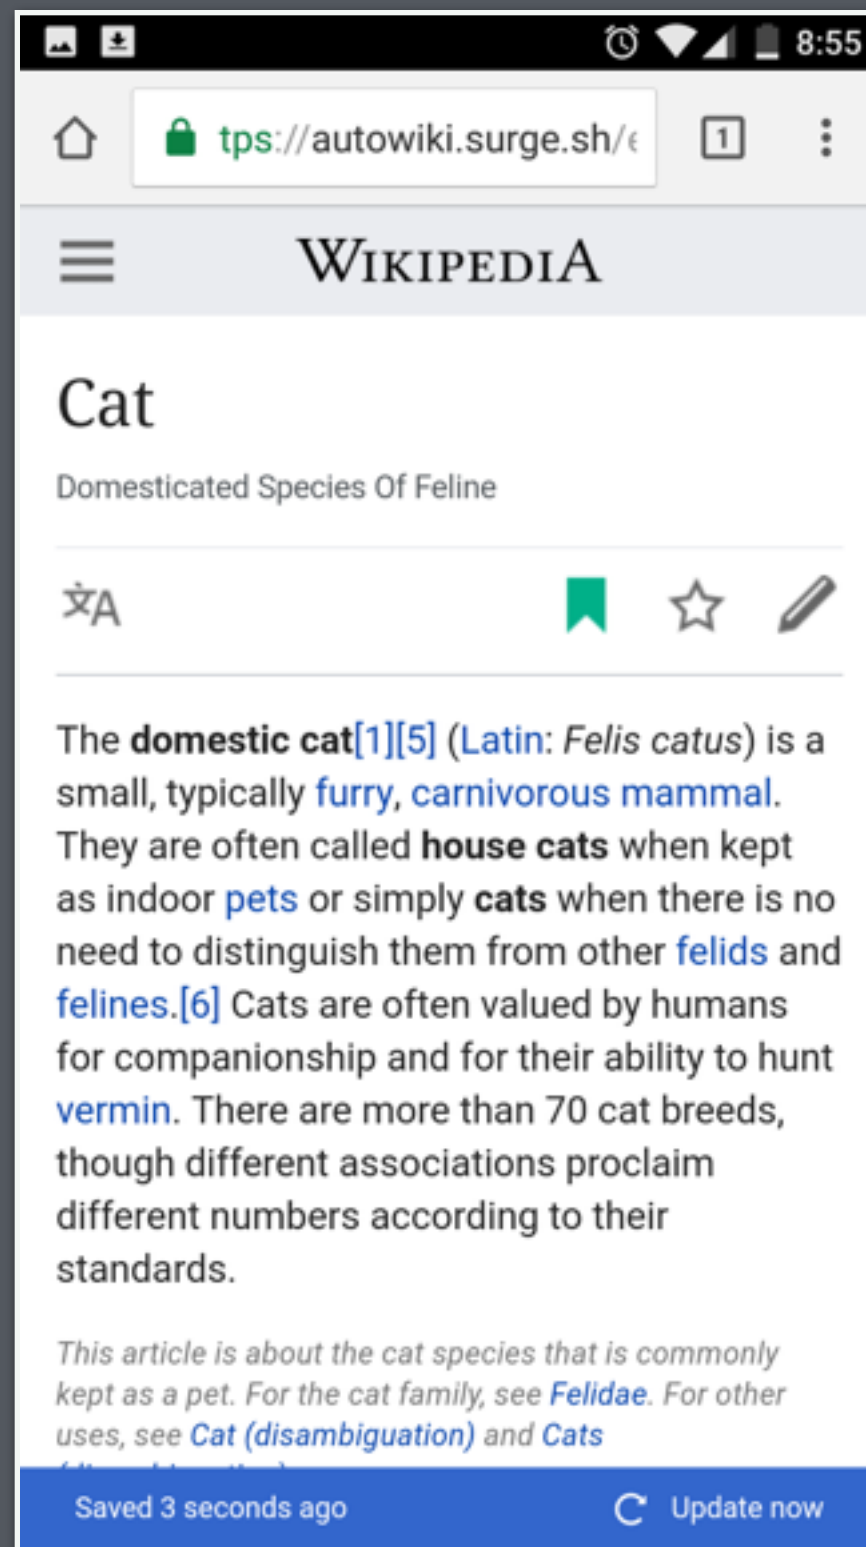 8:55
tps://autowiki.surge.sh/
1
WIKIPEDIA
Cat
Domesticated Species Of Feline
文A
The domestic cat[1][5] (Latin: Felis catus) is a
small, typically furry, carnivorous mammal.
They are often called house cats when kept
as indoor pets or simply cats when there is no
need to distinguish them from other felids and
felines.[6] Cats are often valued by humans
for companionship and for their ability to hunt
vermin. There are more than 70 cat breeds,
though different associations proclaim
different numbers according to their
standards.
This article is about the cat species that is commonly
kept as a pet. For the cat family, see Felidae. For other
uses, see Cat (disambiguation) and Cats
Saved 3 seconds ago
Update now